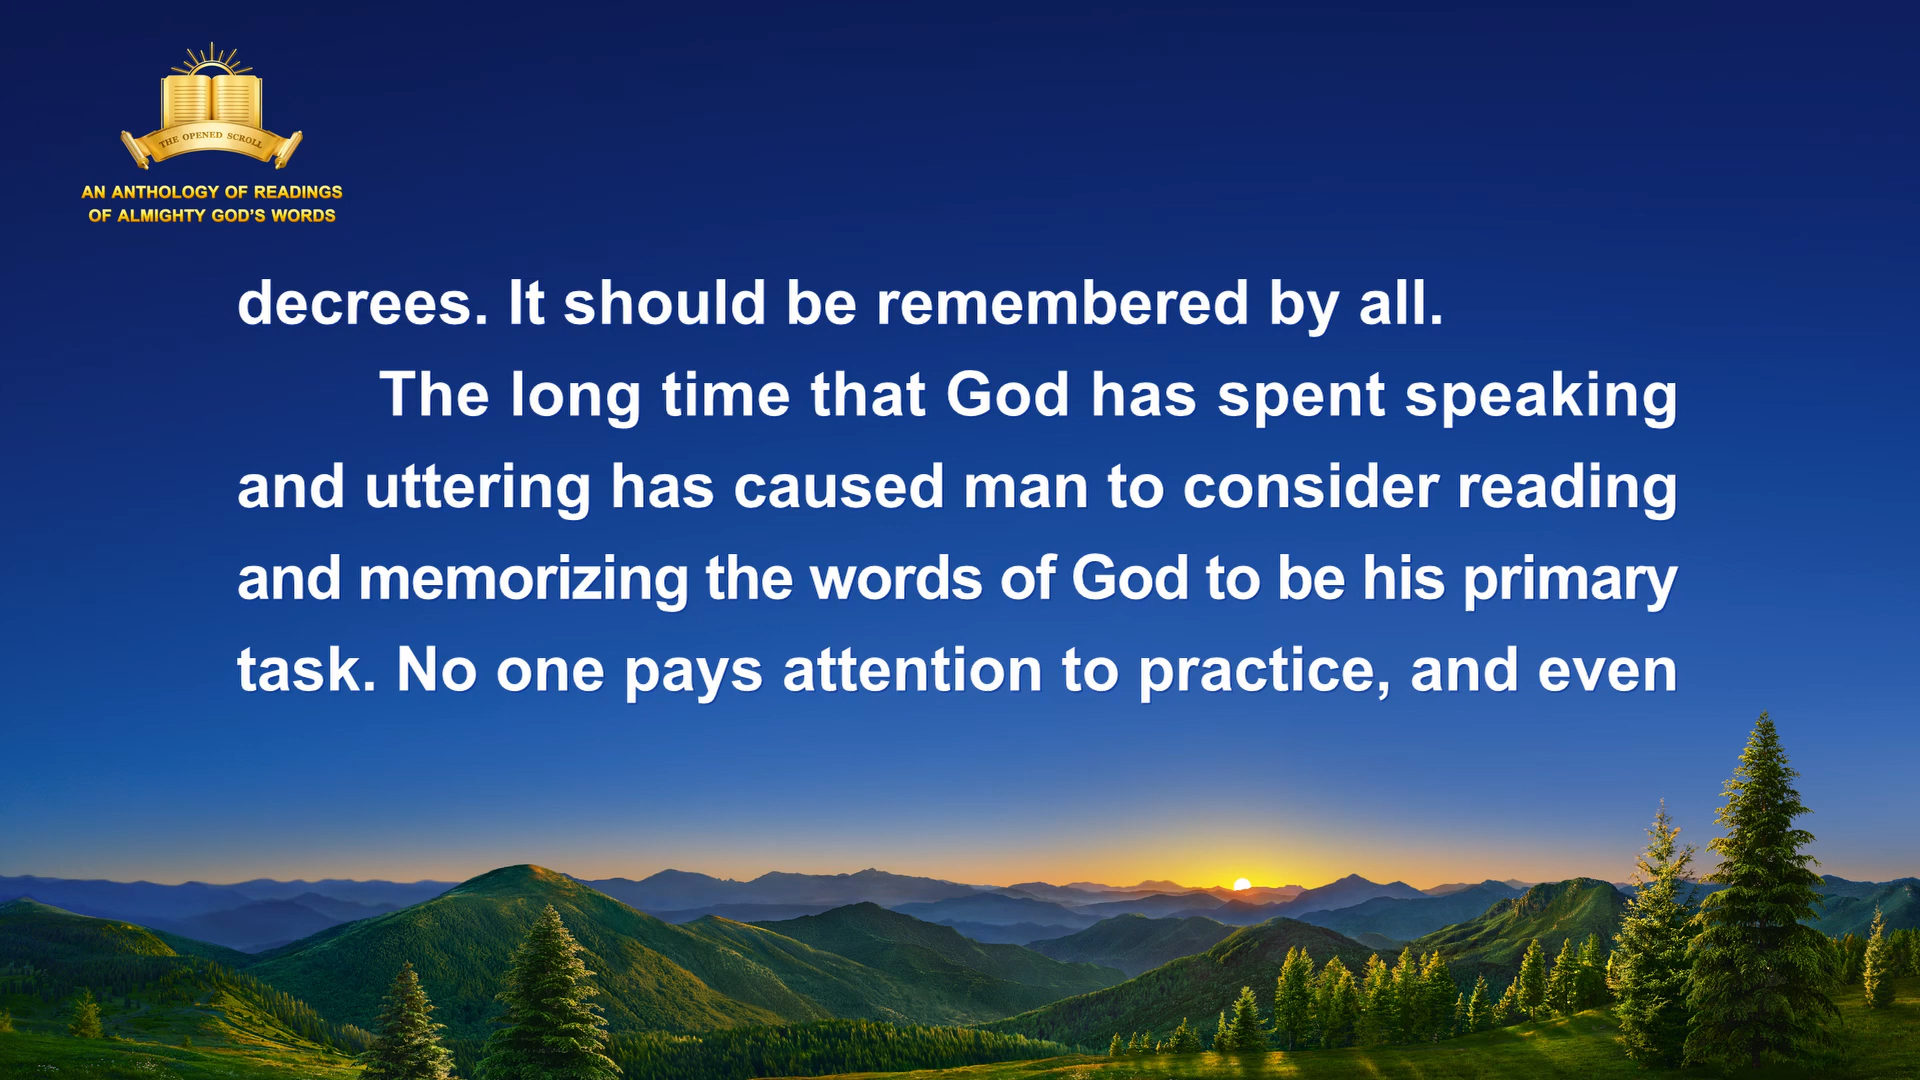 THE OPENED SCROLL
AN ANTHOLOGY OF READINGS
OF ALMIGHTY GOD'S WORDS
decrees. It should be remembered by all.
The long time that God has spent speaking
and uttering has caused man to consider reading
and memorizing the words of God to be his primary
task. No one pays attention to practice, and even